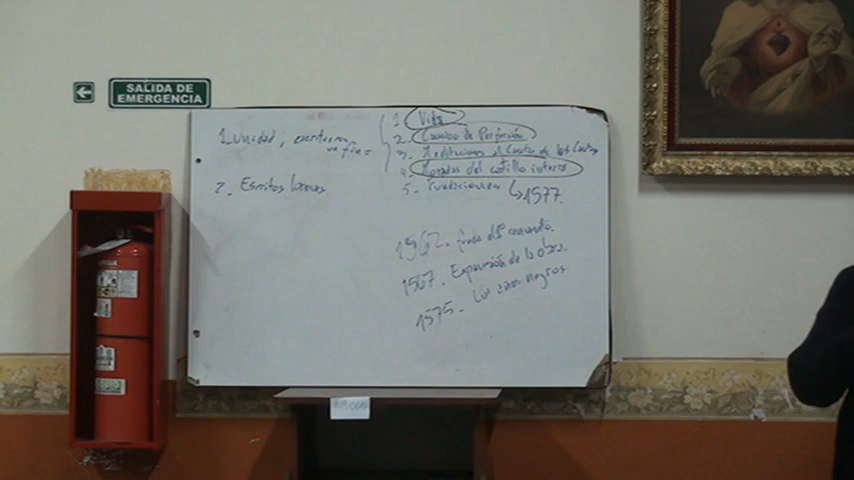 SALIDA DE
EMERGENCIA
1. Unidad,
2. Escritos breves.
1. Vida
2. Camino de Perfección
3. Meditaciones el Cantar de los Cantares
4. Moradas del castillo interior
5. Fundaciones ↳1577.
1562. funda el 1º convento.
1567. Expansión de la obra.
1575. Los años negros.